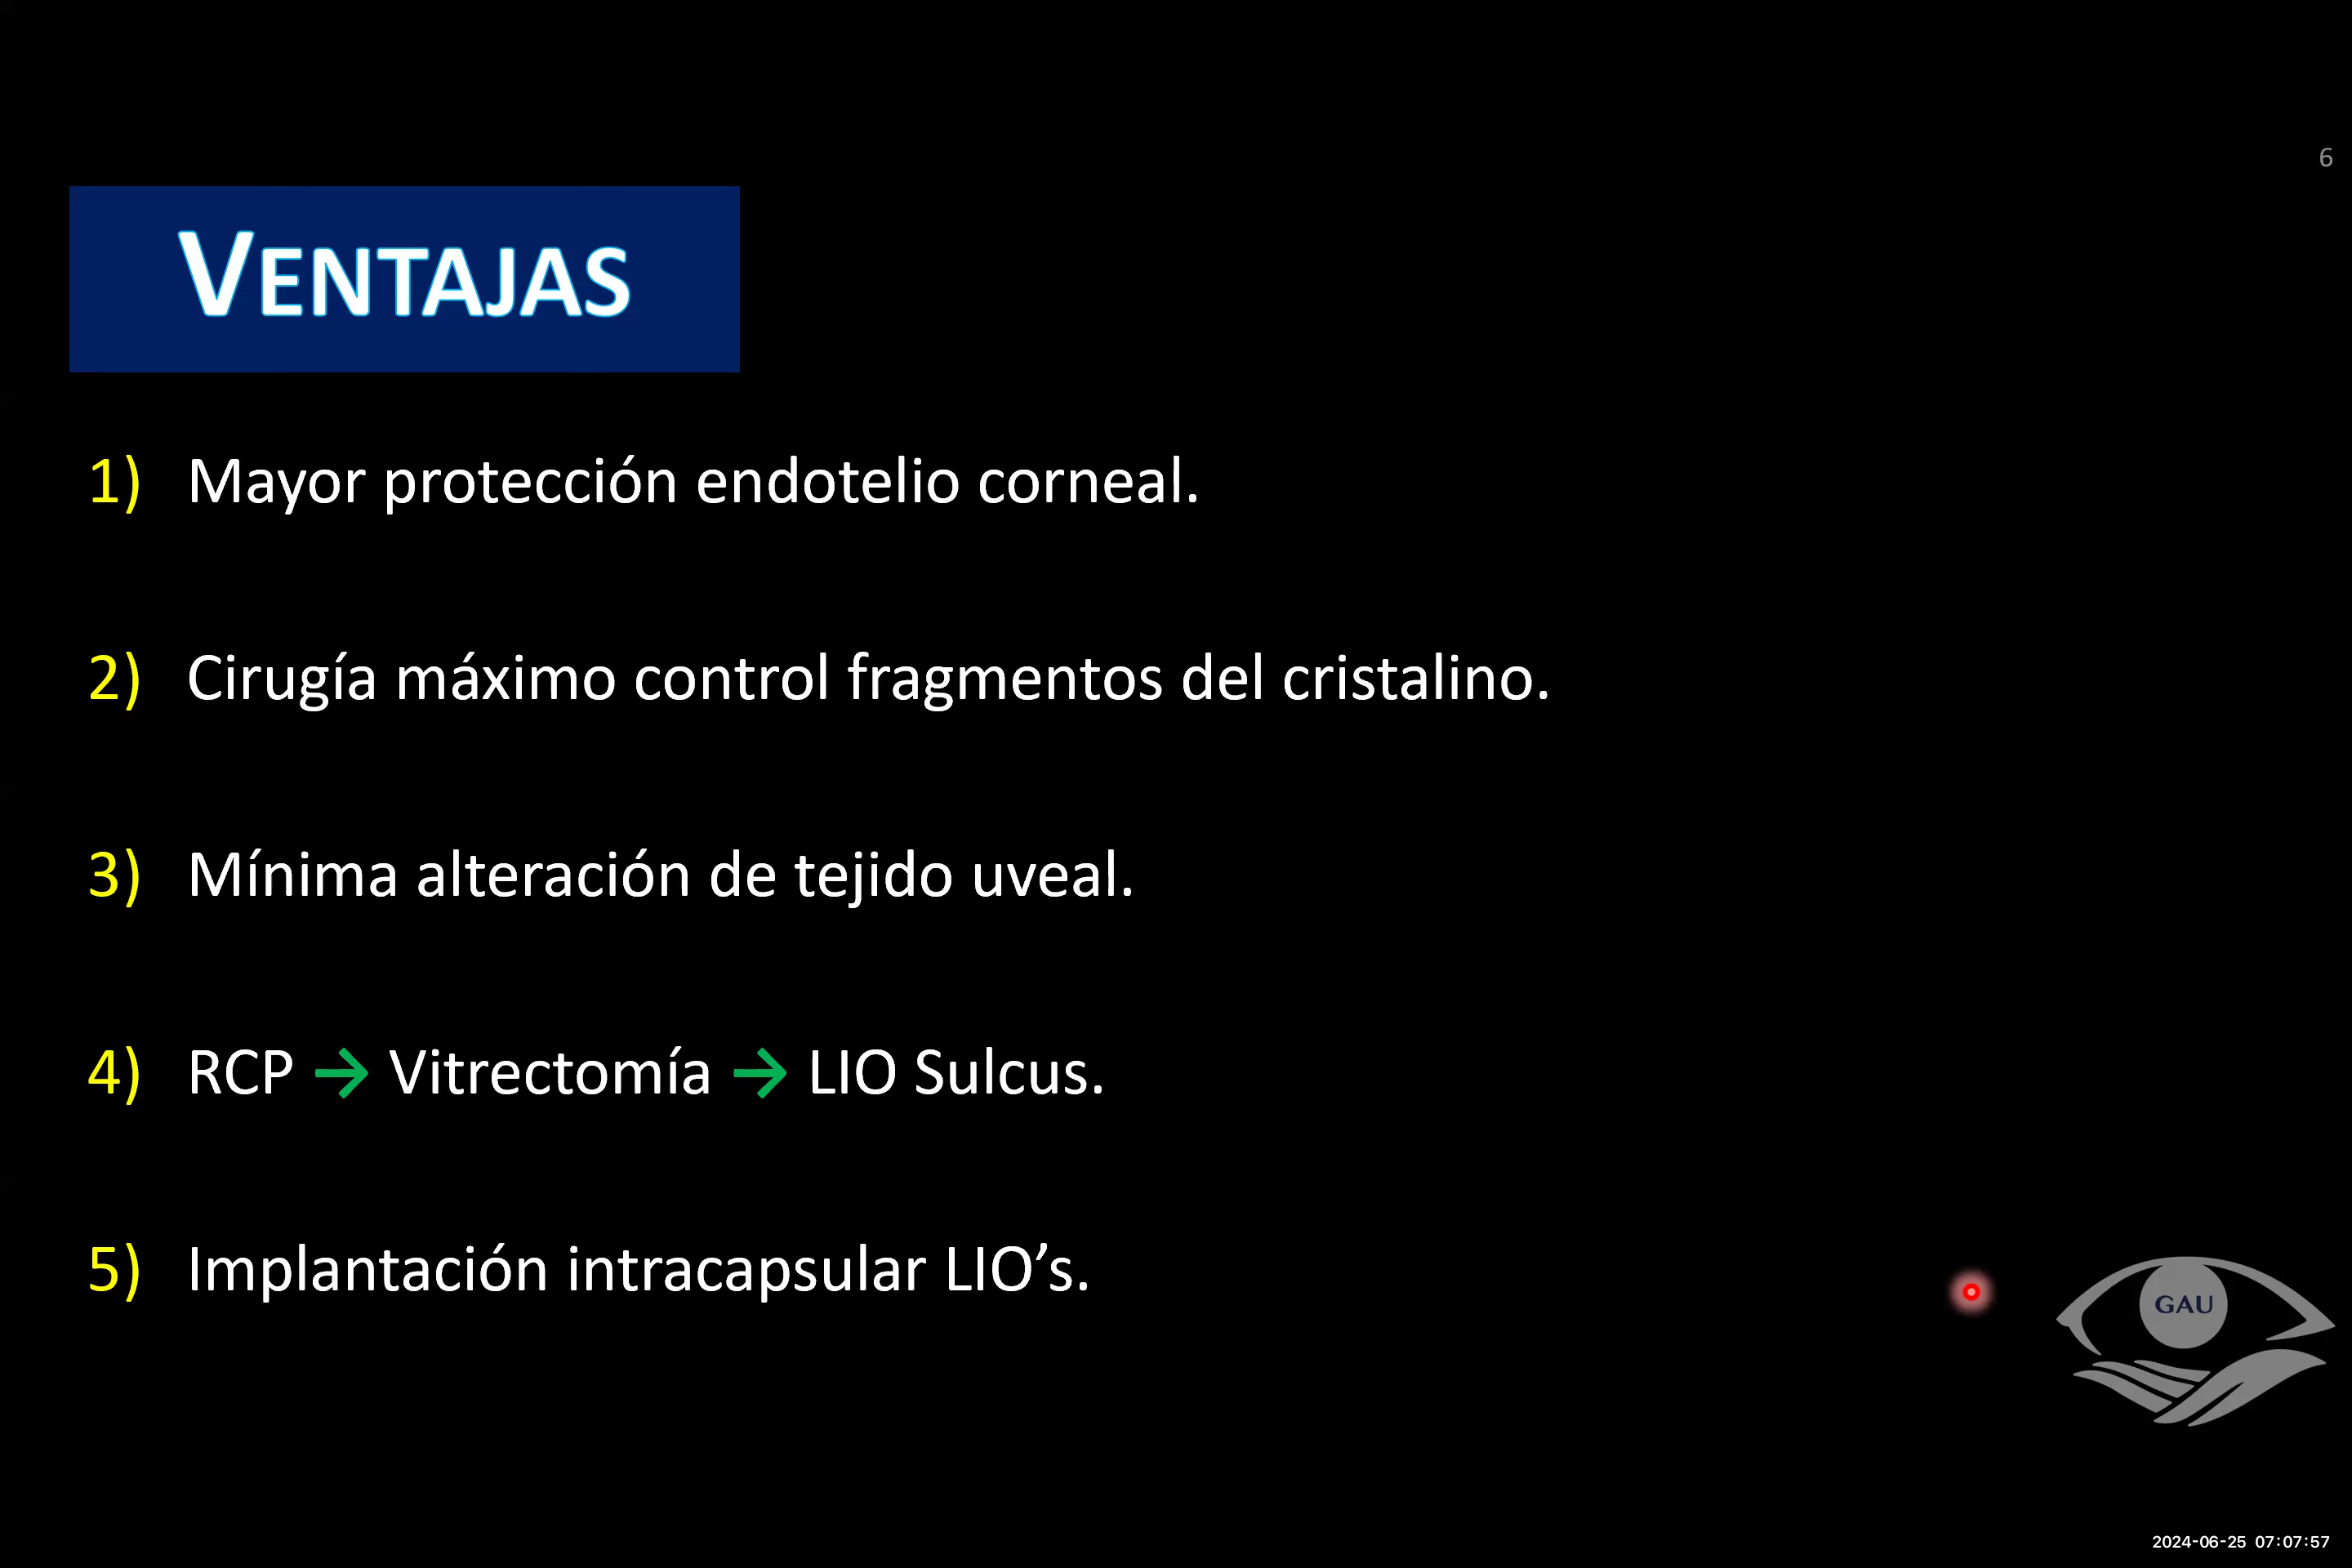 6
VENTAJAS
1) Mayor protección endotelio corneal.
2) Cirugía máximo control fragmentos del cristalino.
3) Mínima alteración de tejido uveal.
4) RCP → Vitrectomía → LIO Sulcus.
5) Implantación intracapsular LIO’s.
GAU
2024-06-25 07:07:57